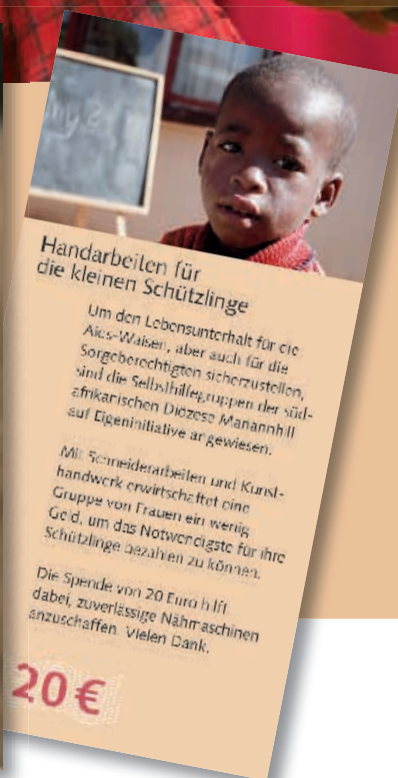 Handarbeiten für
die kleinen Schützlinge
Um den Lebensunterhalt für die
Aids-Waisen, aber auch für die
Sorgeberechtigten sicherzustellen,
sind die Selbsthilfegruppen der süd-
afrikanischen Diözese Mariannhill
auf Eigeninitiative angewiesen.
Mit Schneiderarbeiten und Kunst-
handwerk erwirtschaftet eine
Gruppe von Frauen ein wenig
Geld, um das Notwendigste für ihre
Schützlinge bezahlen zu können.
Die Spende von 20 Euro hilft
dabei, zuverlässige Nähmaschinen
anzuschaffen. Vielen Dank.
20 €